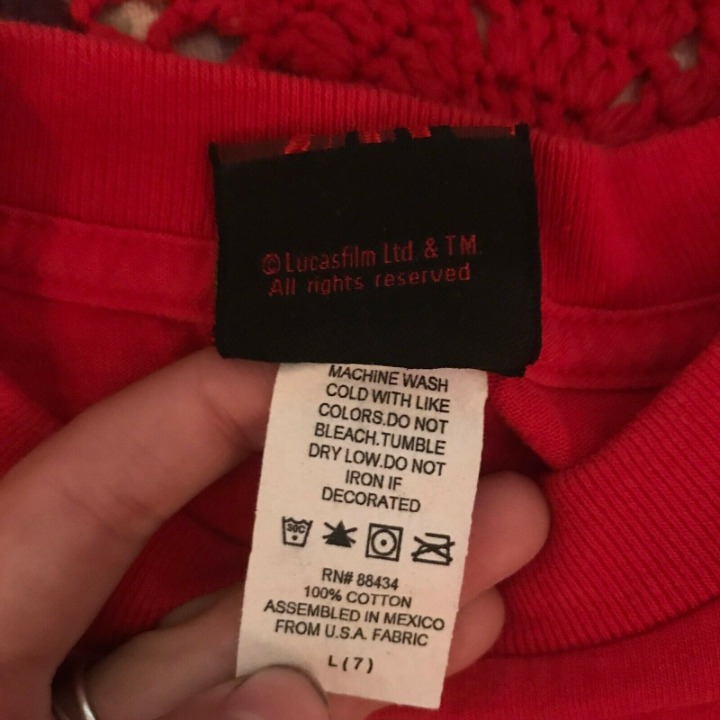 ©Lucasfilm Ltd. & TM
All rights reserved
MACHINE WASH
COLD WITH LIKE
COLORS.DO NOT
BLEACH.TUMBLE
DRY LOW.DO NOT
IRON IF
DECORATED
50C
RN# 88434
100% COTTON
ASSEMBLED IN MEXICO
FROM U.S.A. FABRIC
L ( 7 )